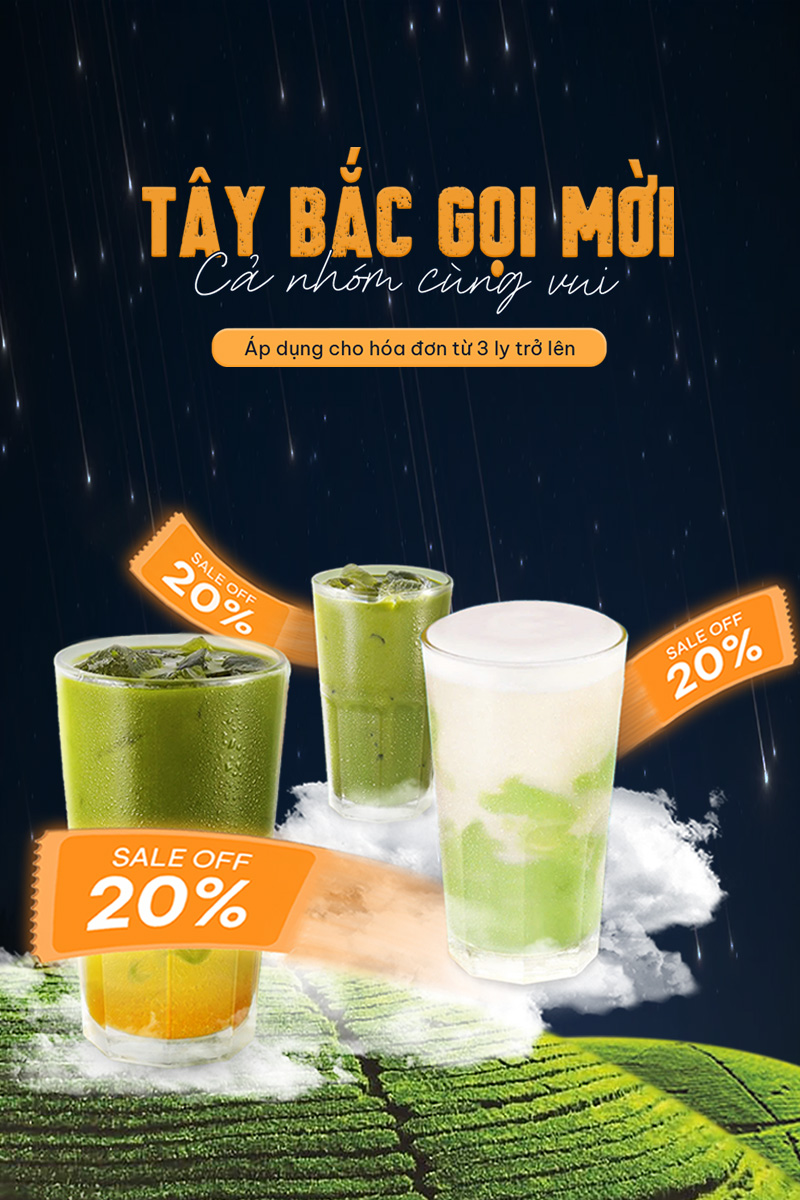 TÂY BẮC GỌI MỜI
Cả nhóm cùng vui
Áp dụng cho hóa đơn từ 3 ly trở lên
SALE OFF
20%
SALE OFF
20%
SALE OFF
20%